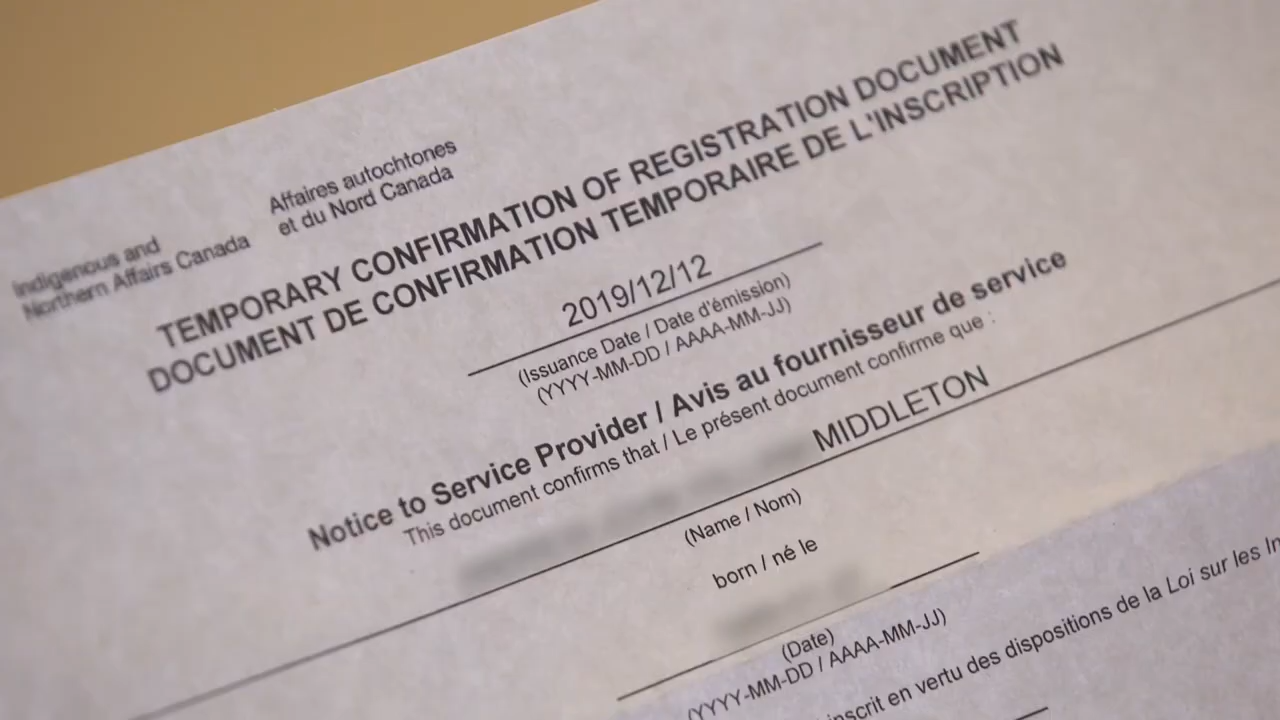 Indigenous and
Northern Affairs Canada
Affaires autochtones
et du Nord Canada
TEMPORARY CONFIRMATION OF REGISTRATION DOCUMENT
DOCUMENT DE CONFIRMATION TEMPORAIRE DE L'INSCRIPTION
2019/12/12
(Issuance Date / Date d'émission)
(YYYY-MM-DD / AAAA-MM-JJ)
Notice to Service Provider / Avis au fournisseur de service
This document confirms that / Le présent document confirme que :
MIDDLETON
(Name / Nom)
born / né le
(Date)
(YYYY-MM-DD / AAAA-MM-JJ)
inscrit en vertu des dispositions de la Loi sur les In